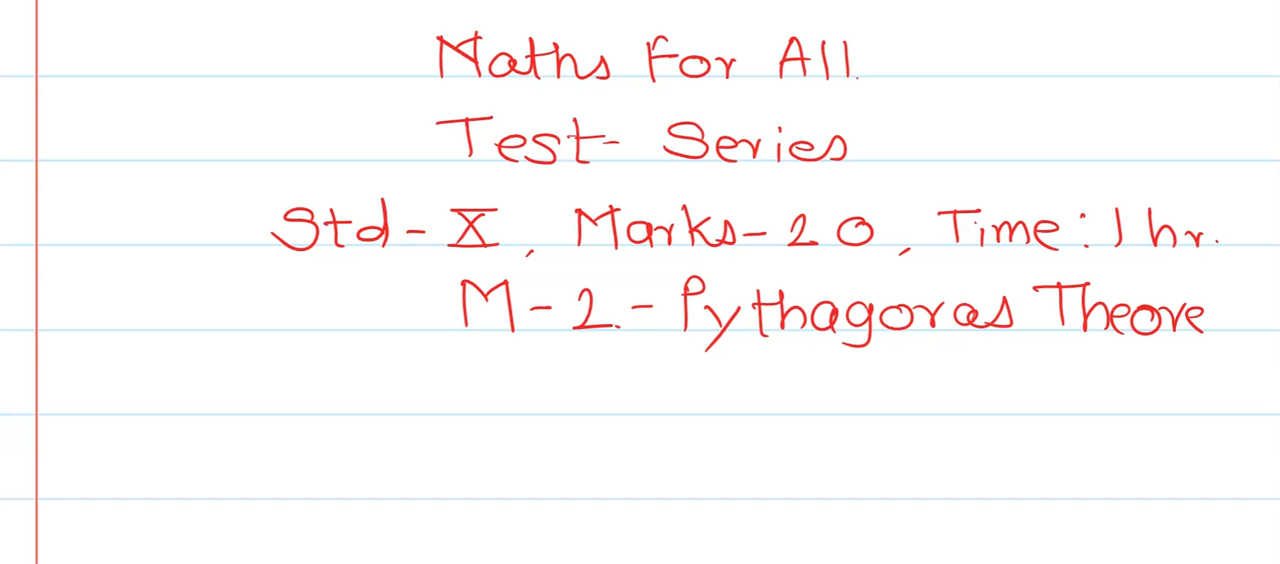 Maths For All.
Test- Series
Std - X, Marks- 20, Time: 1 hr.
M - 2. - Pythagoras Theore